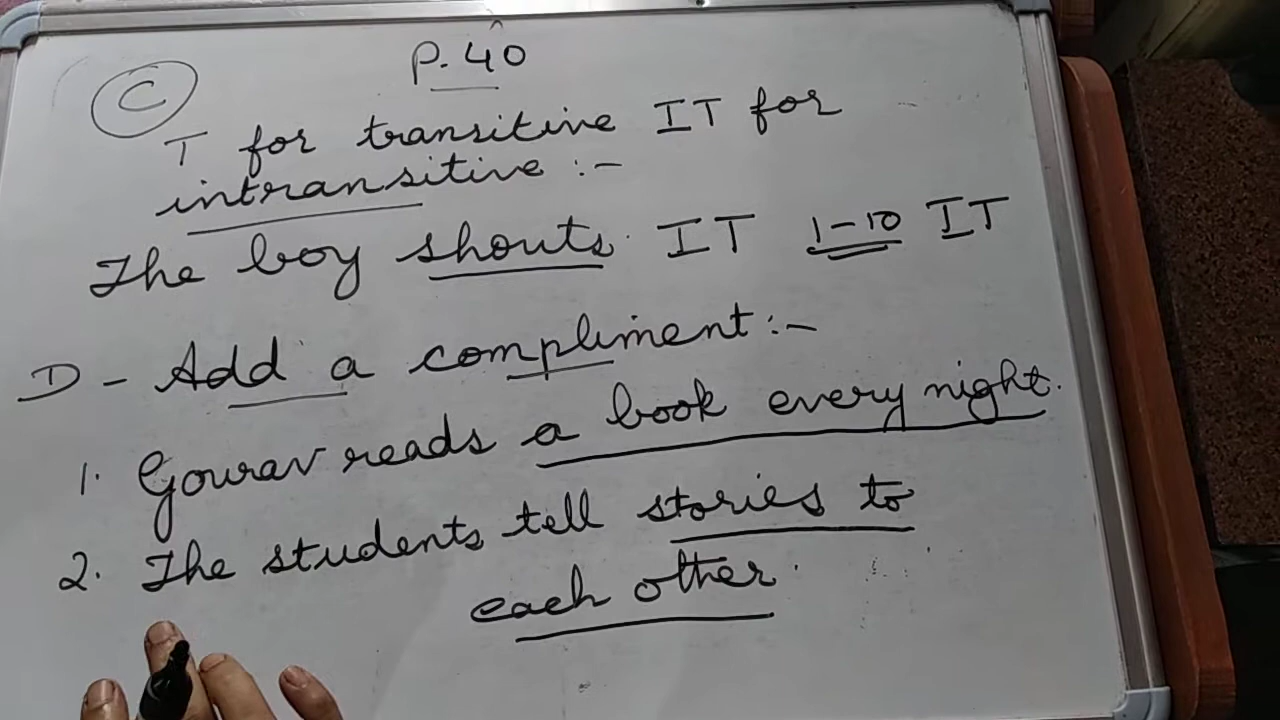 P.40
C
T for transitive IT for
intransitive :-
The boy shouts. IT 1-10 IT
D - Add a compliment :-
1. Gourav reads a book every night.
2. The students tell stories to
each other.